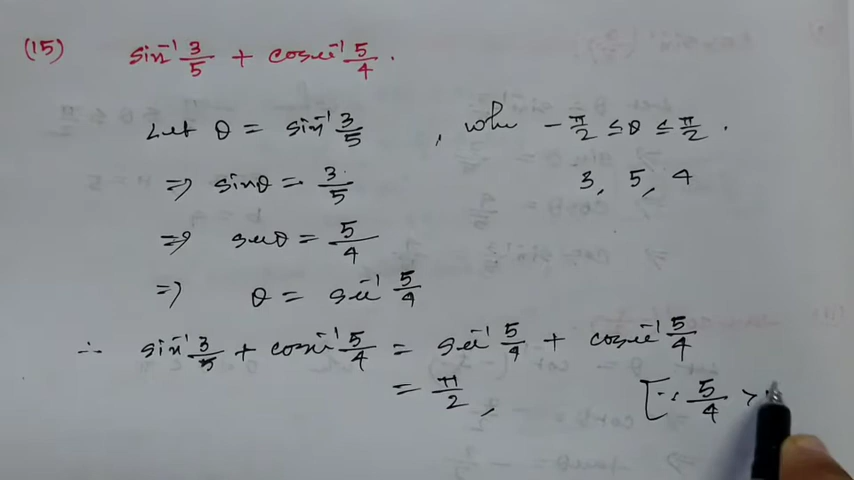 (15) sin⁻¹ 3/5 + cosec⁻¹ 5/4 .
Let θ = sin⁻¹ 3/5 , when - π/2 ≤ θ ≤ π/2 .
⇒ sinθ = 3/5 3, 5, 4
⇒ secθ = 5/4
⇒ θ = sec⁻¹ 5/4
∴ sin⁻¹ 3/5 + cosec⁻¹ 5/4 = sec⁻¹ 5/4 + cosec⁻¹ 5/4
= π/2 , [∵ 5/4 >